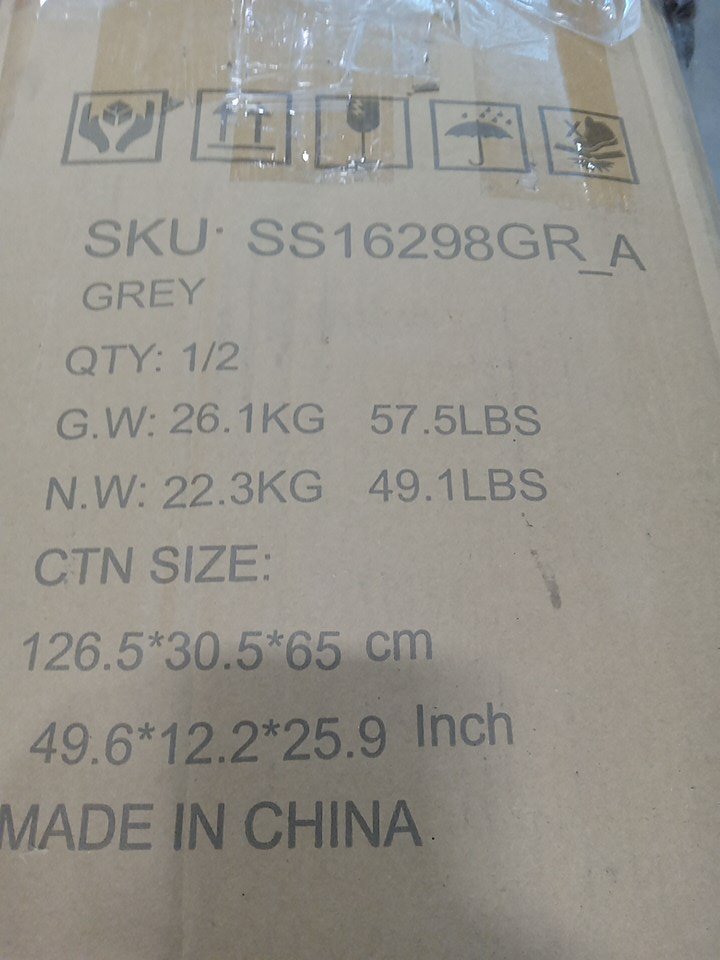 SKU: SS16298GR_A
GREY
QTY: 1/2
G.W: 26.1KG 57.5LBS
N.W: 22.3KG 49.1LBS
CTN SIZE:
126.5*30.5*65 cm
49.6*12.2*25.9 Inch
MADE IN CHINA